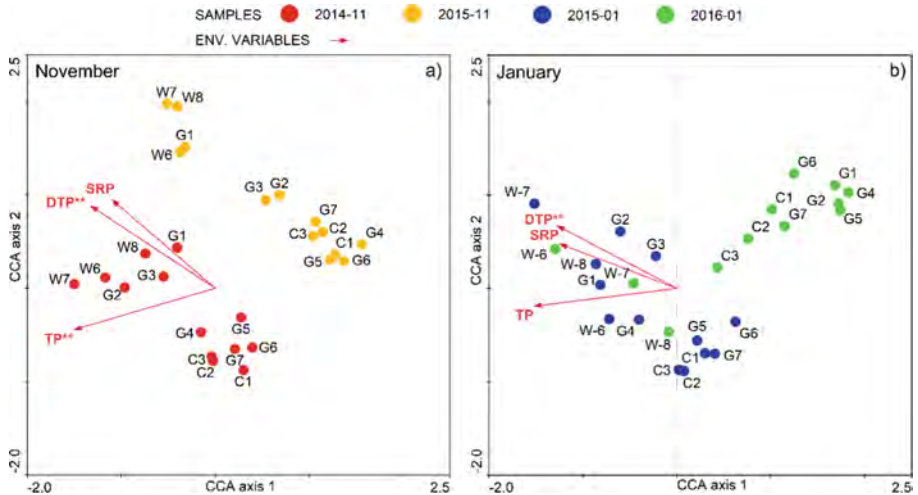 SAMPLES 2014-11 2015-11 2015-01 2016-01
ENV. VARIABLES
November a)
2.5
W7 W8
G1
W6
SRP
DTP**
G3 G2
G7
C3 C2 G4
C1
G5 G6
W8 G1
W7 W6 G3
G2
TP**
G4 G5
C3 G7 G6
C2 C1
CCA axis 2
-2.0
-2.0 CCA axis 1 2.5
January b)
2.5
G6
G1
W-7 C1 G4
G2
DTP** G2 G7 G5
SRP C2
W-6 G3
W-8 W-7 C3
G1
TP
W-6 G4 G5 G6
W-8
C1 G7
C3 C2
CCA axis 2
-2.0
-2.0 CCA axis 1 2.5